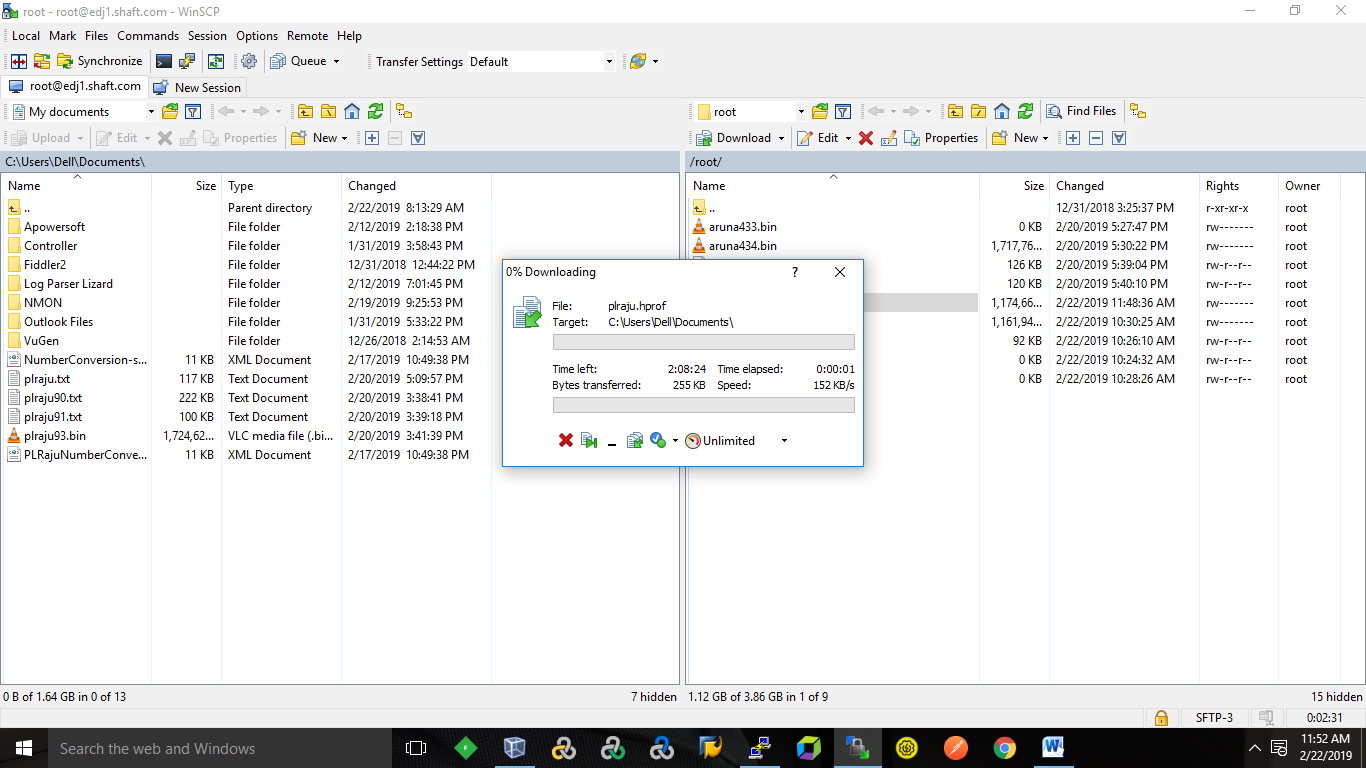 root - root@edj1.shaft.com - WinSCP
Local Mark Files Commands Session Options Remote Help
Synchronize Queue Transfer Settings Default
root@edj1.shaft.com New Session
My documents root Find Files
Upload Edit Properties New Download Edit Properties New
C:\Users\Dell\Documents\ /root/
Name Size Type Changed Name Size Changed Rights Owner
.. Parent directory 2/22/2019 8:13:29 AM .. 12/31/2018 3:25:37 PM r-xr-xr-x root
Apowersoft File folder 2/12/2019 2:18:38 PM aruna433.bin 0 KB 2/20/2019 5:27:47 PM rw------- root
Controller File folder 1/31/2019 3:58:43 PM aruna434.bin 1,717,76... 2/20/2019 5:30:22 PM rw------- root
Fiddler2 File folder 12/31/2018 12:44:22 PM 126 KB 2/20/2019 5:39:04 PM rw-r--r-- root
Log Parser Lizard File folder 2/12/2019 7:01:45 PM 120 KB 2/20/2019 5:40:10 PM rw-r--r-- root
NMON File folder 2/19/2019 9:25:53 PM 1,174,66... 2/22/2019 11:48:36 AM rw------- root
Outlook Files File folder 1/31/2019 5:33:22 PM 1,161,94... 2/22/2019 10:30:25 AM rw------- root
VuGen File folder 12/26/2018 2:14:53 AM 92 KB 2/22/2019 10:26:10 AM rw-r--r-- root
NumberConversion-s... 11 KB XML Document 2/17/2019 10:49:38 PM 0 KB 2/22/2019 10:24:32 AM rw-r--r-- root
plraju.txt 117 KB Text Document 2/20/2019 5:09:57 PM 0 KB 2/22/2019 10:28:26 AM rw-r--r-- root
plraju90.txt 222 KB Text Document 2/20/2019 3:38:41 PM
plraju91.txt 100 KB Text Document 2/20/2019 3:39:18 PM
plraju93.bin 1,724,62... VLC media file (.bi... 2/20/2019 3:41:39 PM
PLRajuNumberConve... 11 KB XML Document 2/17/2019 10:49:38 PM
0% Downloading ?
File: plraju.hprof
Target: C:\Users\Dell\Documents\
Time left: 2:08:24 Time elapsed: 0:00:01
Bytes transferred: 255 KB Speed: 152 KB/s
Unlimited
0 B of 1.64 GB in 0 of 13 7 hidden 1.12 GB of 3.86 GB in 1 of 9 15 hidden
SFTP-3 0:02:31
Search the web and Windows 11:52 AM
2/22/2019